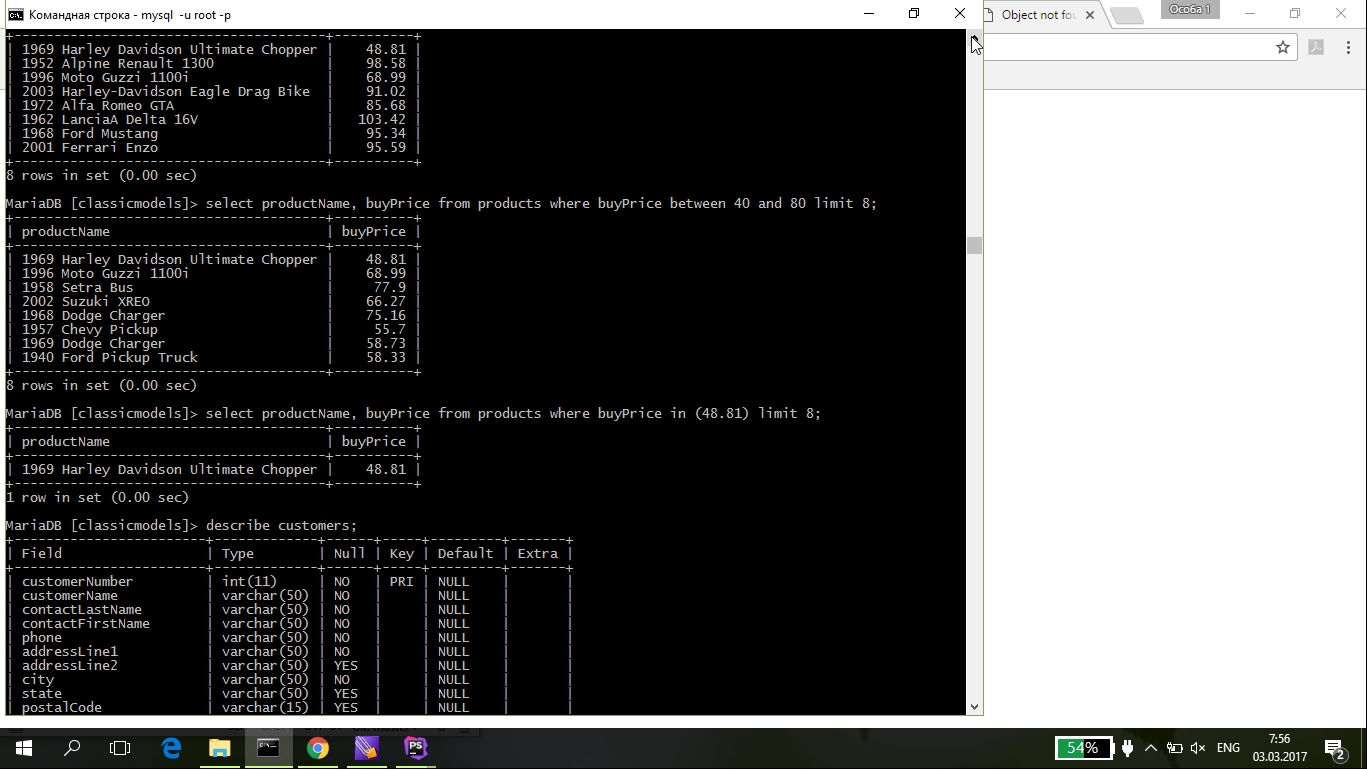 Командная строка - mysql -u root -p
Object not fou
Особа 1
+---------------------------------------+----------+
| 1969 Harley Davidson Ultimate Chopper |    48.81 |
| 1952 Alpine Renault 1300              |    98.58 |
| 1996 Moto Guzzi 1100i                 |    68.99 |
| 2003 Harley-Davidson Eagle Drag Bike  |    91.02 |
| 1972 Alfa Romeo GTA                   |    85.68 |
| 1962 LanciaA Delta 16V                |   103.42 |
| 1968 Ford Mustang                     |    95.34 |
| 2001 Ferrari Enzo                     |    95.59 |
+---------------------------------------+----------+
8 rows in set (0.00 sec)
MariaDB [classicmodels]> select productName, buyPrice from products where buyPrice between 40 and 80 limit 8;
+---------------------------------------+----------+
| productName                           | buyPrice |
+---------------------------------------+----------+
| 1969 Harley Davidson Ultimate Chopper |    48.81 |
| 1996 Moto Guzzi 1100i                 |    68.99 |
| 1958 Setra Bus                        |     77.9 |
| 2002 Suzuki XREO                      |    66.27 |
| 1968 Dodge Charger                    |    75.16 |
| 1957 Chevy Pickup                     |     55.7 |
| 1969 Dodge Charger                    |    58.73 |
| 1940 Ford Pickup Truck                |    58.33 |
+---------------------------------------+----------+
8 rows in set (0.00 sec)
MariaDB [classicmodels]> select productName, buyPrice from products where buyPrice in (48.81) limit 8;
+---------------------------------------+----------+
| productName                           | buyPrice |
+---------------------------------------+----------+
| 1969 Harley Davidson Ultimate Chopper |    48.81 |
+---------------------------------------+----------+
1 row in set (0.00 sec)
MariaDB [classicmodels]> describe customers;
+------------------------+-------------+------+-----+---------+-------+
| Field                  | Type        | Null | Key | Default | Extra |
+------------------------+-------------+------+-----+---------+-------+
| customerNumber         | int(11)     | NO   | PRI | NULL    |       |
| customerName           | varchar(50) | NO   |     | NULL    |       |
| contactLastName        | varchar(50) | NO   |     | NULL    |       |
| contactFirstName       | varchar(50) | NO   |     | NULL    |       |
| phone                  | varchar(50) | NO   |     | NULL    |       |
| addressLine1           | varchar(50) | NO   |     | NULL    |       |
| addressLine2           | varchar(50) | YES  |     | NULL    |       |
| city                   | varchar(50) | NO   |     | NULL    |       |
| state                  | varchar(50) | YES  |     | NULL    |       |
| postalCode             | varchar(15) | YES  |     | NULL    |       |
PS
54%
ENG
7:56
03.03.2017
2